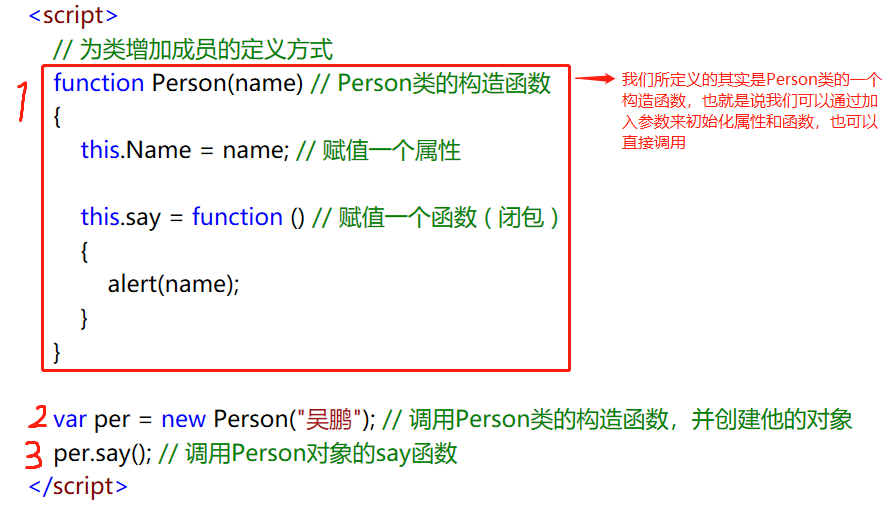 <script>
// 为类增加成员的定义方式
1
function Person(name) // Person类的构造函数
{
this.Name = name; // 赋值一个属性
this.say = function () // 赋值一个函数 ( 闭包 )
{
alert(name);
}
}
我们所定义的其实是Person类的一个
构造函数，也就是说我们可以通过加
入参数来初始化属性和函数，也可以
直接调用
2 var per = new Person("吴鹏"); // 调用Person类的构造函数，并创建他的对象
3 per.say(); // 调用Person对象的say函数
</script>